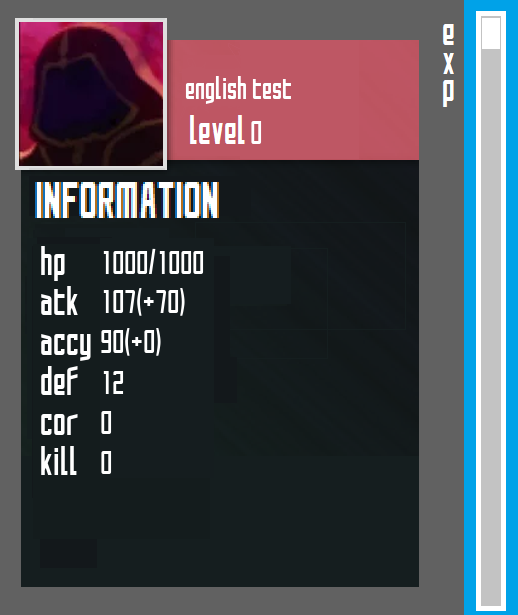 english test
level 0
exp
INFORMATION
hp 1000/1000
atk 107(+70)
accy 90(+0)
def 12
cor 0
kill 0